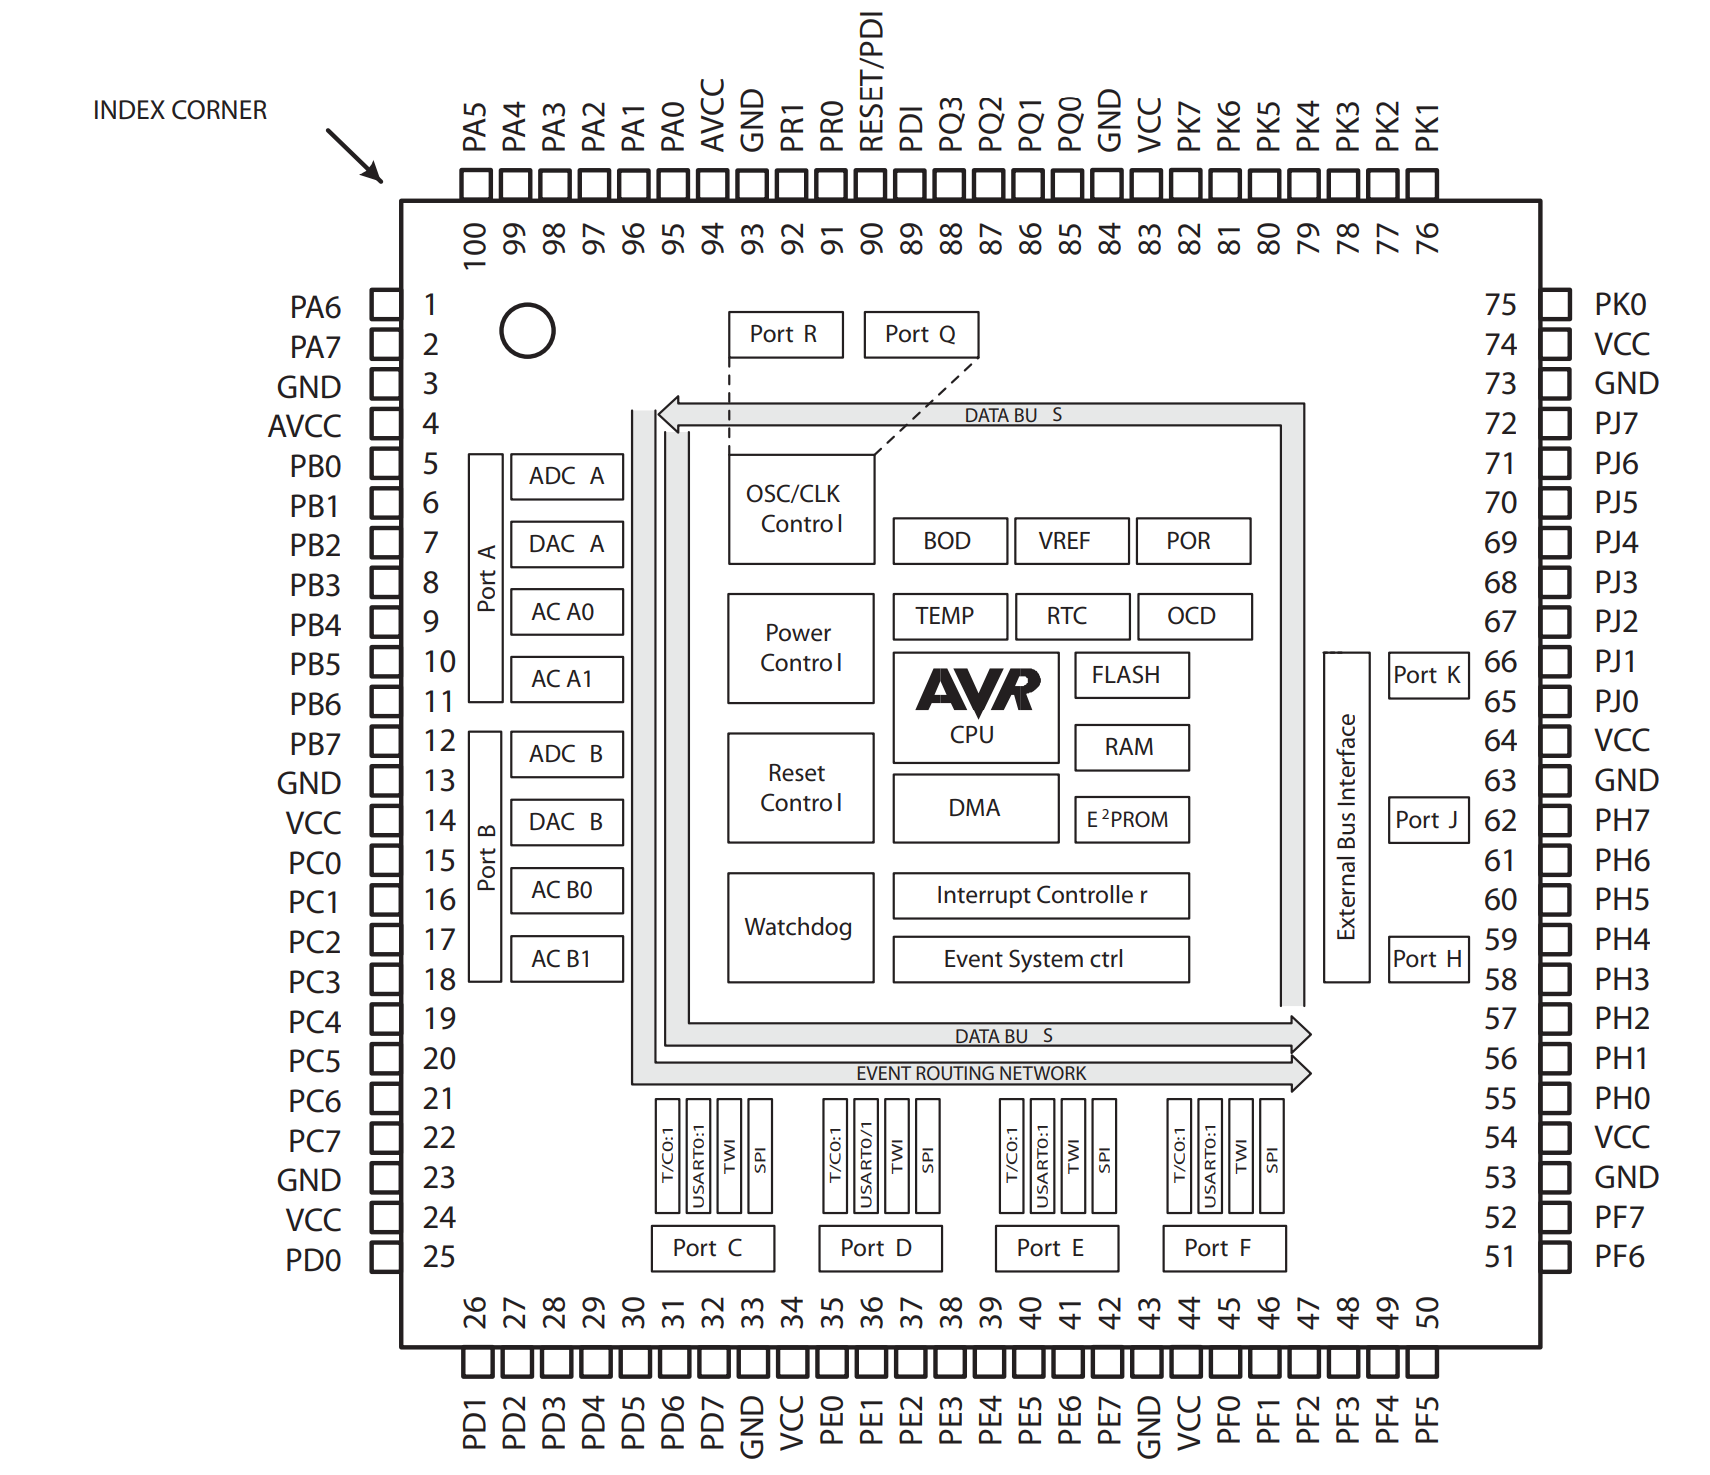 INDEX CORNER
PA5 PA4 PA3 PA2 PA1 PA0 AVCC GND PR1 PR0 RESET/PDI PDI PQ3 PQ2 PQ1 PQ0 GND VCC PK7 PK6 PK5 PK4 PK3 PK2 PK1
100 99 98 97 96 95 94 93 92 91 90 89 88 87 86 85 84 83 82 81 80 79 78 77 76
PA6 1
PA7 2
GND 3
AVCC 4
PB0 5
PB1 6
PB2 7
PB3 8
PB4 9
PB5 10
PB6 11
PB7 12
GND 13
VCC 14
PC0 15
PC1 16
PC2 17
PC3 18
PC4 19
PC5 20
PC6 21
PC7 22
GND 23
VCC 24
PD0 25
Port R
Port Q
DATA BU S
Port A
ADC A
DAC A
AC A0
AC A1
Port B
ADC B
DAC B
AC B0
AC B1
OSC/CLK
Contro l
Power
Contro l
Reset
Contro l
Watchdog
BOD
VREF
POR
TEMP
RTC
OCD
AVR
CPU
FLASH
RAM
DMA
E 2PROM
Interrupt Controlle r
Event System ctrl
External Bus Interface
Port K
Port J
Port H
DATA BU S
EVENT ROUTING NETWORK
T/C0:1
USART0:1
TWI
SPI
Port C
T/C0:1
USART0/1
TWI
SPI
Port D
T/C0:1
USART0:1
TWI
SPI
Port E
T/C0:1
USART0:1
TWI
SPI
Port F
75 PK0
74 VCC
73 GND
72 PJ7
71 PJ6
70 PJ5
69 PJ4
68 PJ3
67 PJ2
66 PJ1
65 PJ0
64 VCC
63 GND
62 PH7
61 PH6
60 PH5
59 PH4
58 PH3
57 PH2
56 PH1
55 PH0
54 VCC
53 GND
52 PF7
51 PF6
26 27 28 29 30 31 32 33 34 35 36 37 38 39 40 41 42 43 44 45 46 47 48 49 50
PD1 PD2 PD3 PD4 PD5 PD6 PD7 GND VCC PE0 PE1 PE2 PE3 PE4 PE5 PE6 PE7 GND VCC PF0 PF1 PF2 PF3 PF4 PF5